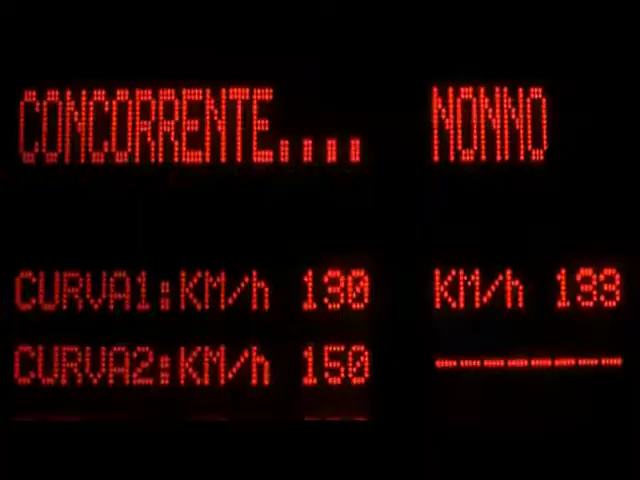 CONCORRENTE.... NONNO
CURVA1:KM/h 130 KM/h 133
CURVA2:KM/h 150 --------